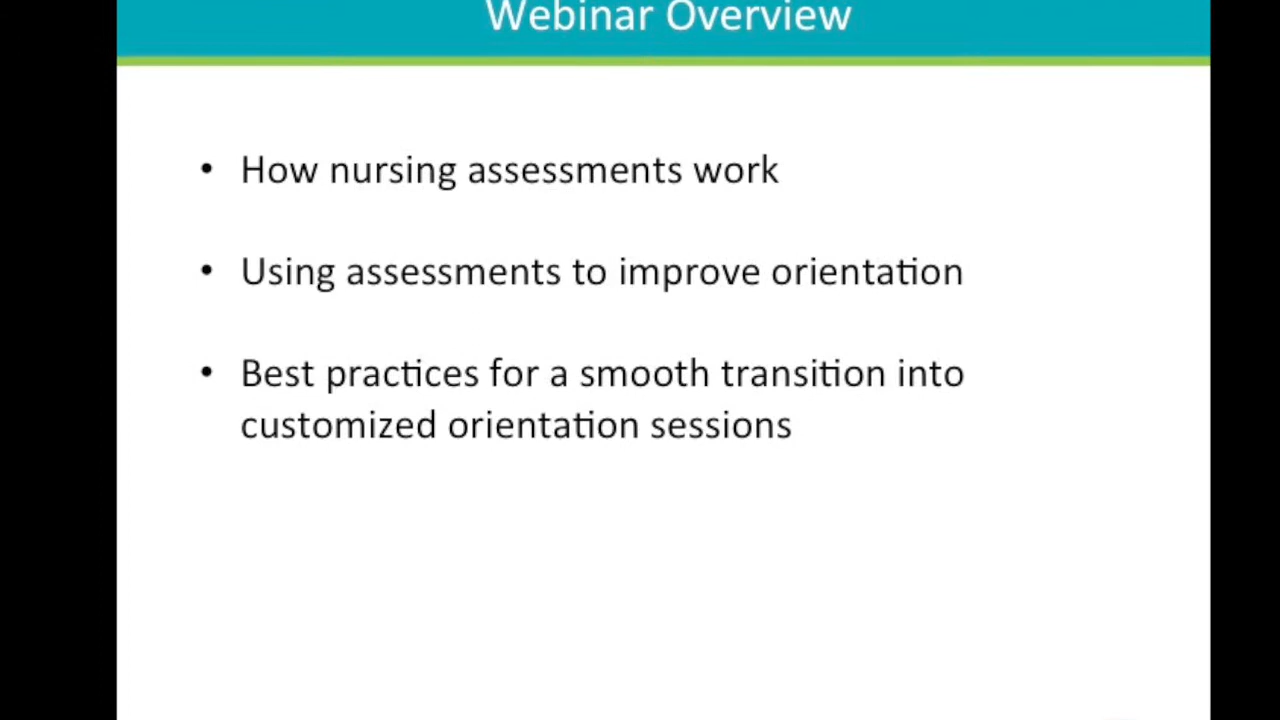 Webinar Overview
• How nursing assessments work
• Using assessments to improve orientation
• Best practices for a smooth transition into
customized orientation sessions